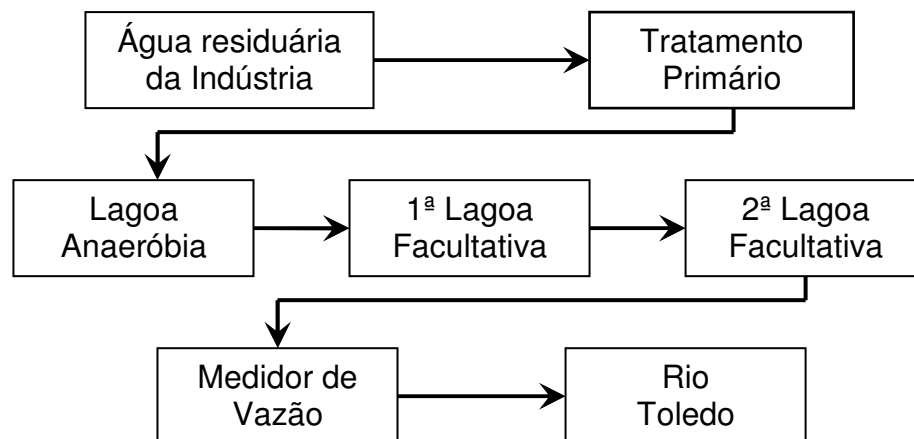 Água residuária
da Indústria
Tratamento
Primário
Lagoa
Anaeróbia
1ª Lagoa
Facultativa
2ª Lagoa
Facultativa
Medidor de
Vazão
Rio
Toledo